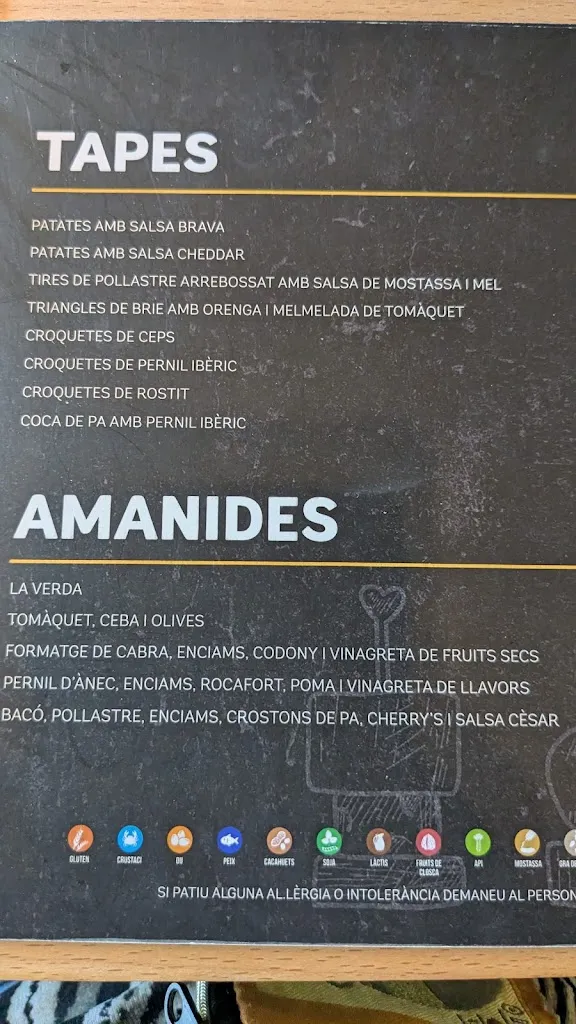 TAPES
PATATES AMB SALSA BRAVA
PATATES AMB SALSA CHEDDAR
TIRES DE POLLASTRE ARREBOSSAT AMB SALSA DE MOSTASSA I MEL
TRIANGLES DE BRIE AMB ORENGA I MELMELADA DE TOMÀQUET
CROQUETES DE CEPS
CROQUETES DE PERNIL IBÈRIC
CROQUETES DE ROSTIT
COCA DE PA AMB PERNIL IBÈRIC
AMANIDES
LA VERDA
TOMÀQUET, CEBA I OLIVES
FORMATGE DE CABRA, ENCIAMS, CODONY I VINAGRETA DE FRUITS SECS
PERNIL D'ÀNEC, ENCIAMS, ROCAFORT, POMA I VINAGRETA DE LLAVORS
BACÓ, POLLASTRE, ENCIAMS, CROSTONS DE PA, CHERRY'S I SALSA CÈSAR
GLUTEN CRUSTACI OU PEIX CACAHUETS SOJA LÀCTIS FRUITS DE CLOSCA API MOSTASSA GRA DE
SI PATIU ALGUNA AL.LÈRGIA O INTOLERÀNCIA DEMANEU AL PERSON